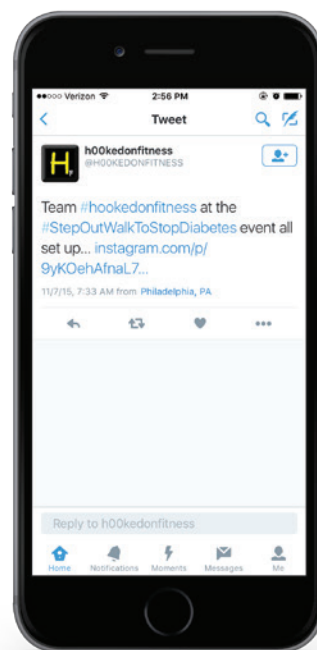 Verizon 2:56 PM
Tweet
H
h00kedonfitness
@H00KEDONFITNESS
Team #hookedonfitness at the
#StepOutWalkToStopDiabetes event all
set up... instagram.com/p/
9yKOehAfnaL7...
11/7/15, 7:33 AM from Philadelphia, PA
Reply to h00kedonfitness
Home Notifications Moments Messages Me